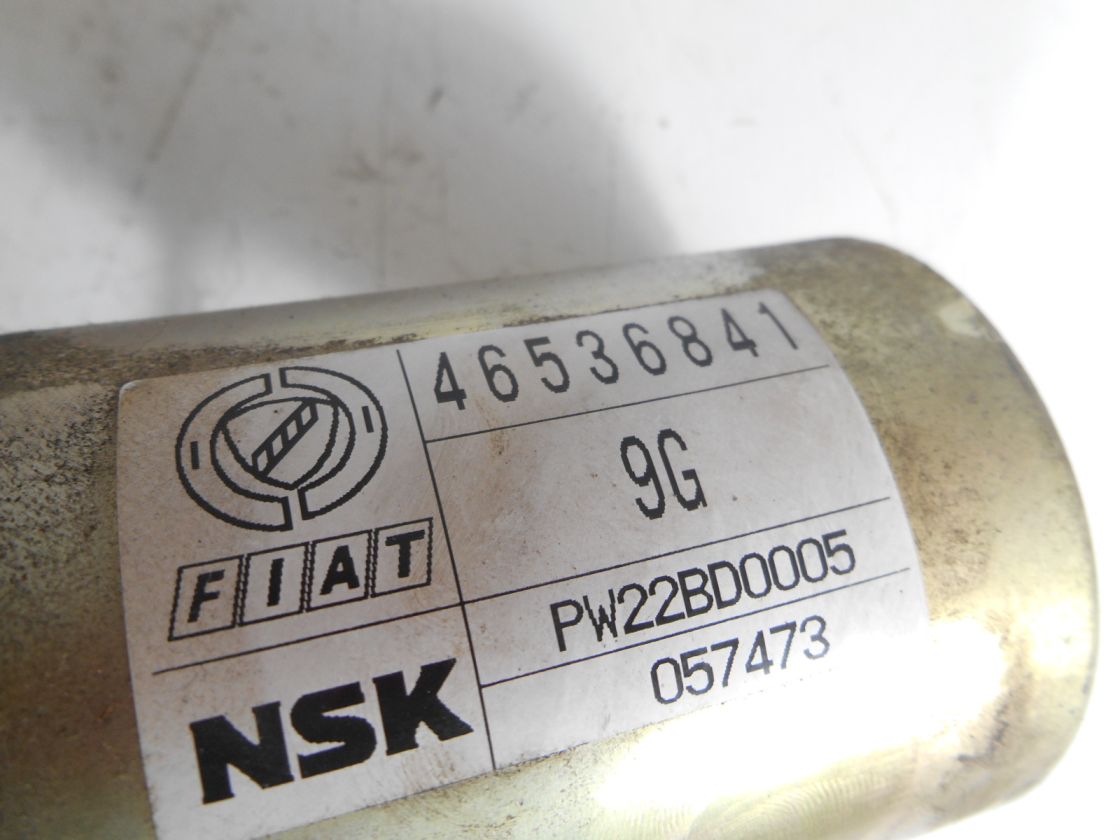 46536841
9G
FIAT
PW22BD0005
NSK
057473